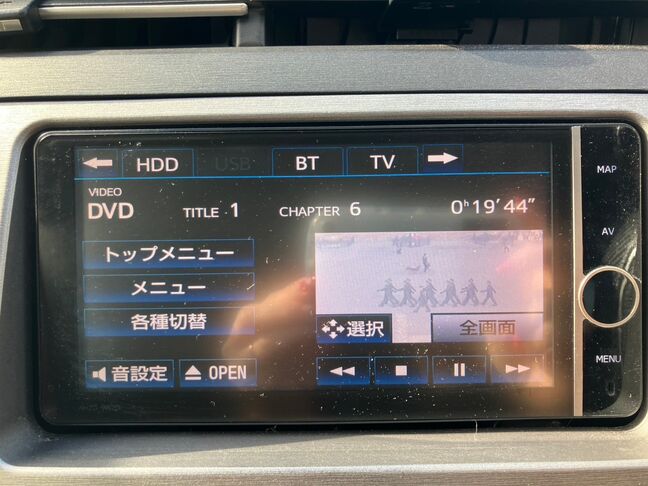 HDD USB BT TV
VIDEO
DVD TITLE 1 CHAPTER 6 0h19'44"
トップメニュー
メニュー
各種切替
選択 全画面
音設定 OPEN
MAP
AV
MENU